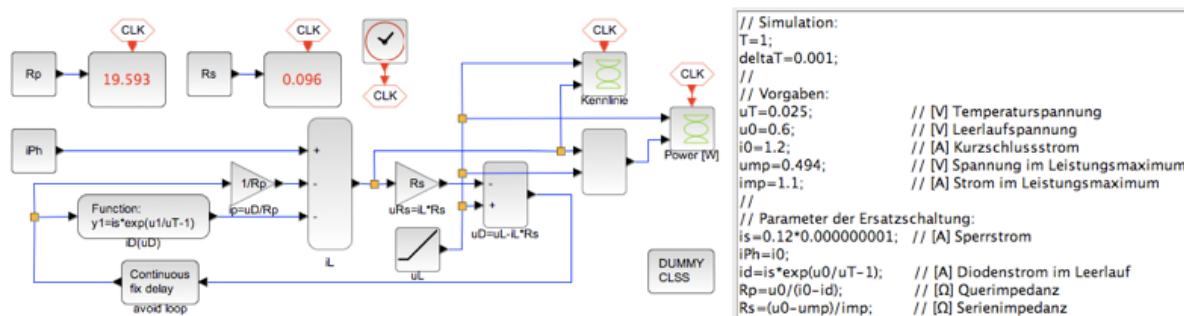 CLK
CLK
CLK
Rp
19.593
Rs
0.096
CLK
Kennlinie
CLK
Power [W]
iPh
+
-
-
iL
1/Rp
ip=uD/Rp
Rs
uRs=iL*Rs
-
+
uD=uL-iL*Rs
Function:
y1=is*exp(u1/uT-1)
iD(uD)
uL
Continuous
fix delay
avoid loop
DUMMY
CLSS
// Simulation:
T=1;
deltaT=0.001;
//
// Vorgaben:
uT=0.025; // [V] Temperaturspannung
u0=0.6; // [V] Leerlaufspannung
i0=1.2; // [A] Kurzschlussstrom
ump=0.494; // [V] Spannung im Leistungsmaximum
imp=1.1; // [A] Strom im Leistungsmaximum
//
// Parameter der Ersatzschaltung:
is=0.12*0.000000001; // [A] Sperrstrom
iPh=i0;
id=is*exp(u0/uT-1); // [A] Diodenstrom im Leerlauf
Rp=u0/(i0-id); // [Ω] Querimpedanz
Rs=(u0-ump)/imp; // [Ω] Serienimpedanz